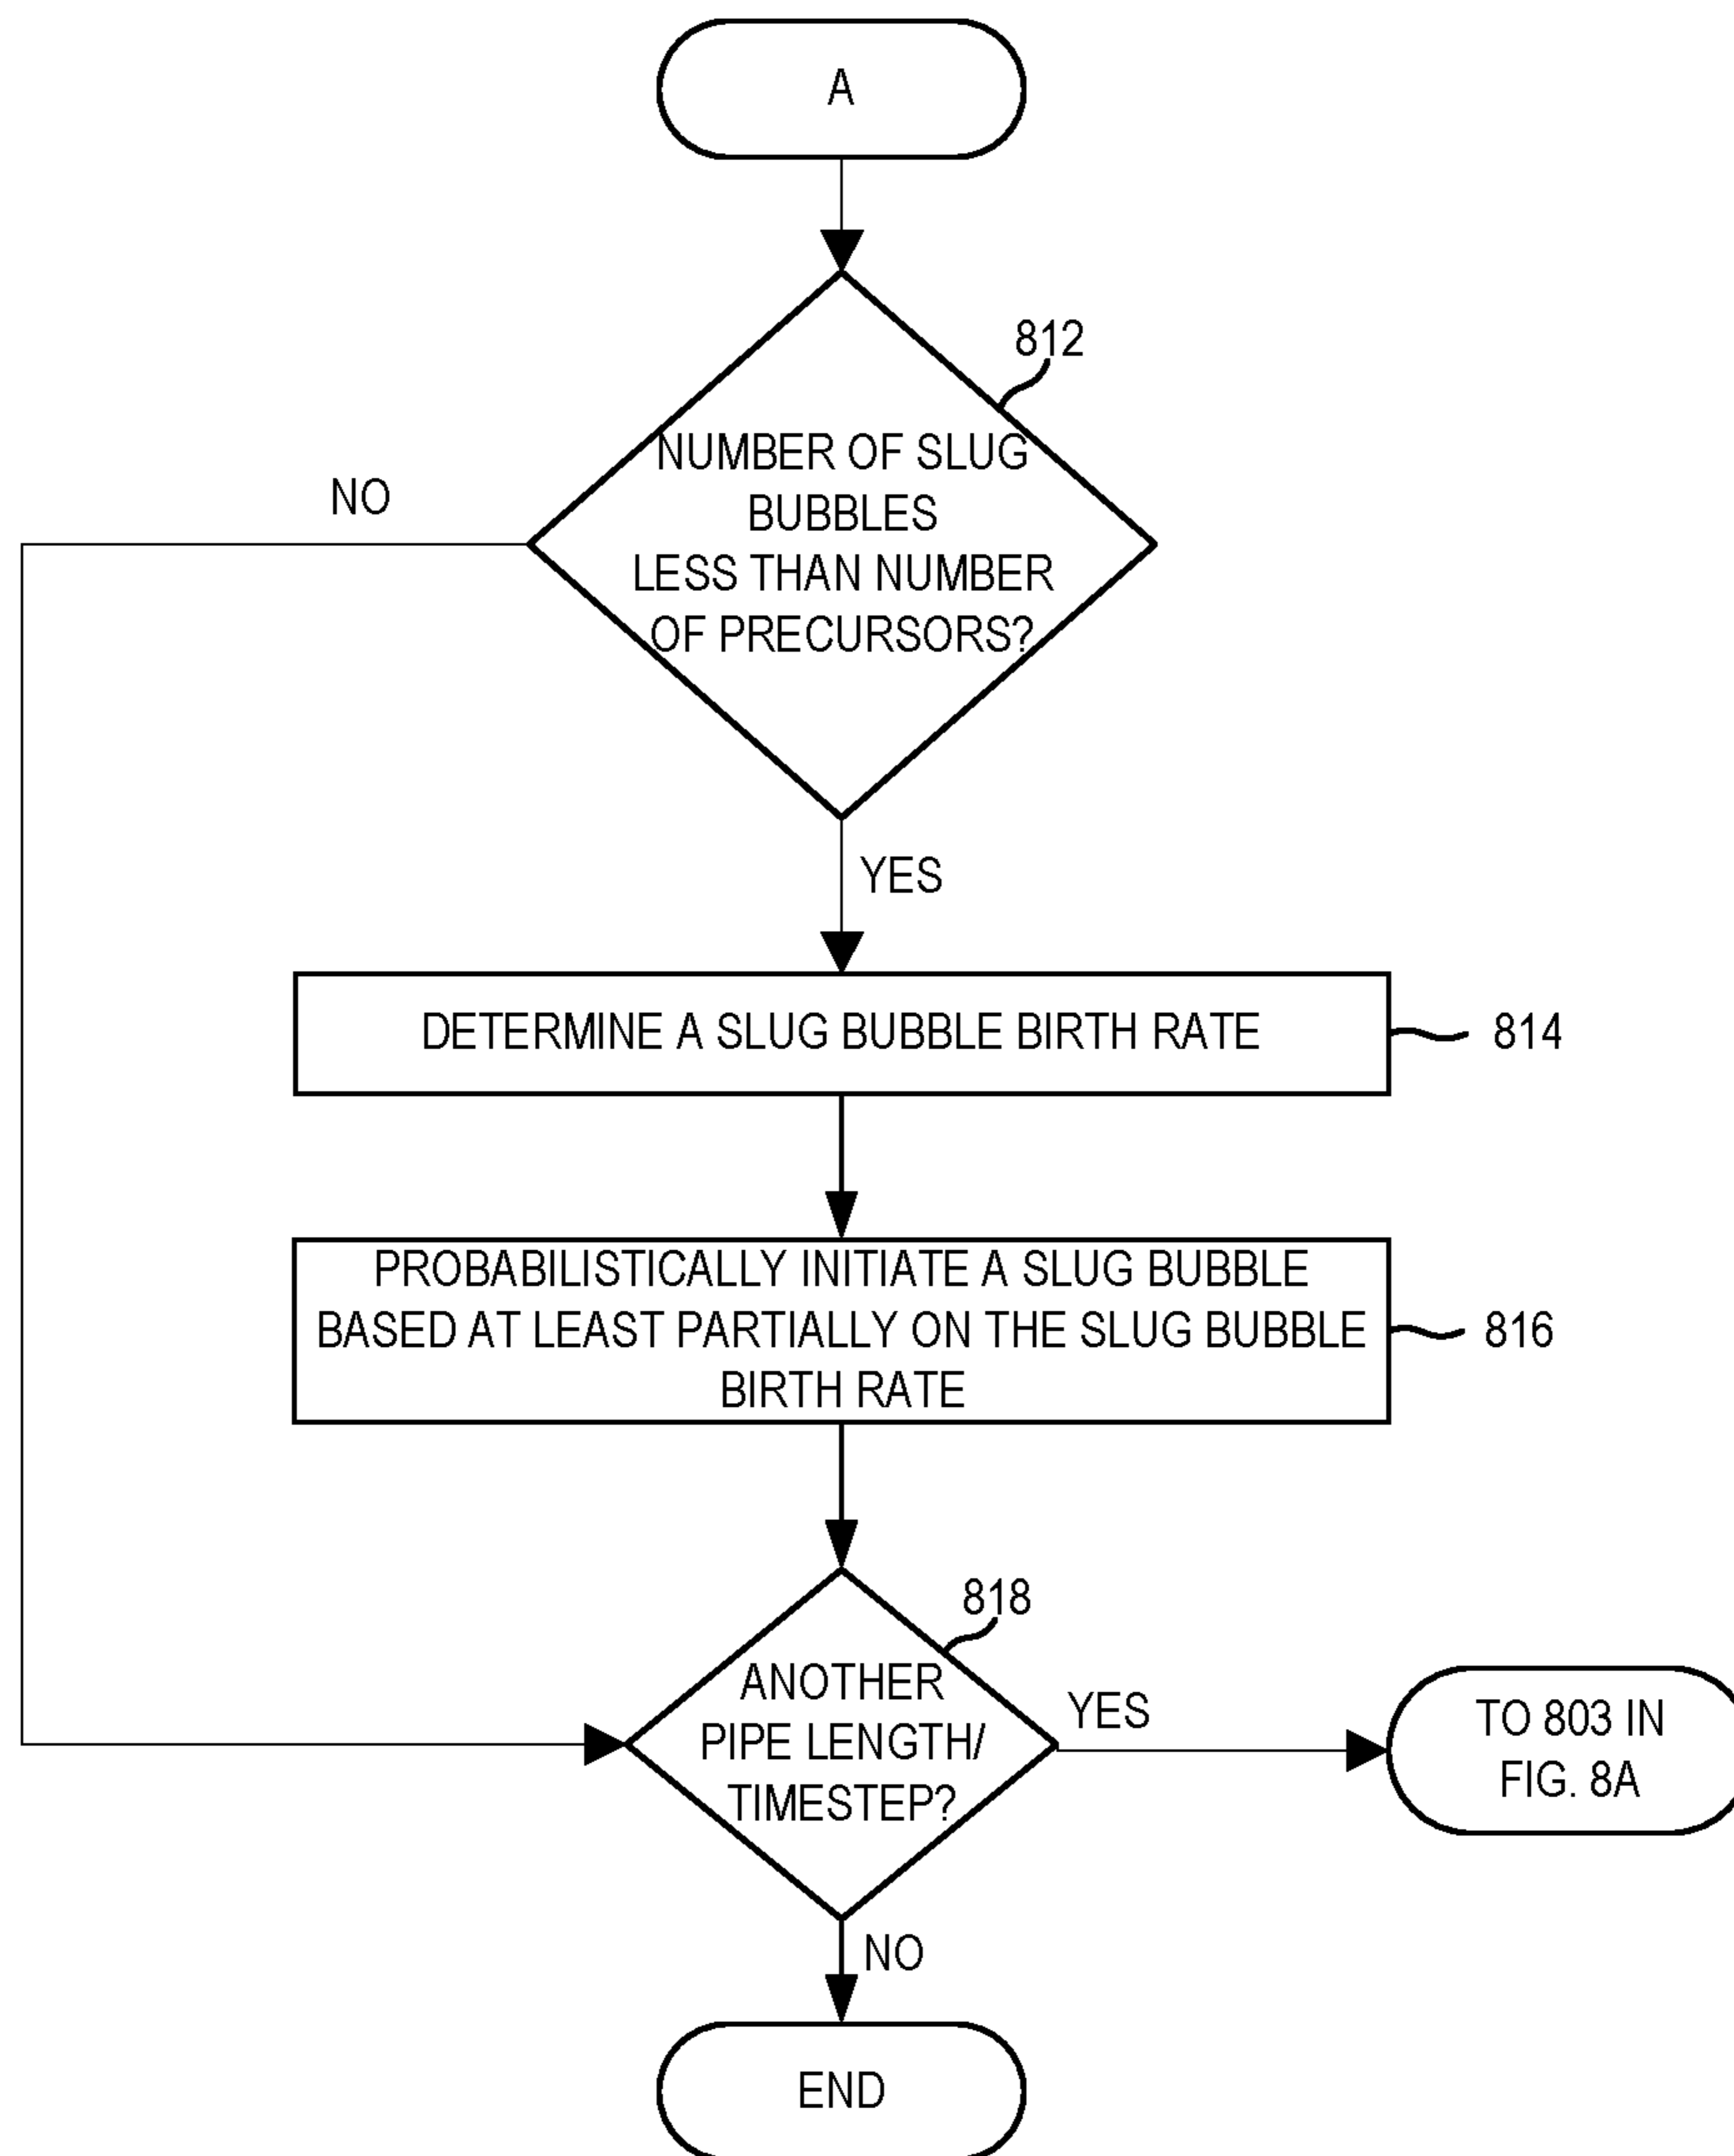 A
812
NUMBER OF SLUG
BUBBLES
LESS THAN NUMBER
OF PRECURSORS?
NO
YES
DETERMINE A SLUG BUBBLE BIRTH RATE
814
PROBABILISTICALLY INITIATE A SLUG BUBBLE
BASED AT LEAST PARTIALLY ON THE SLUG BUBBLE
BIRTH RATE
816
818
ANOTHER
PIPE LENGTH/
TIMESTEP?
YES
TO 803 IN
FIG. 8A
NO
END